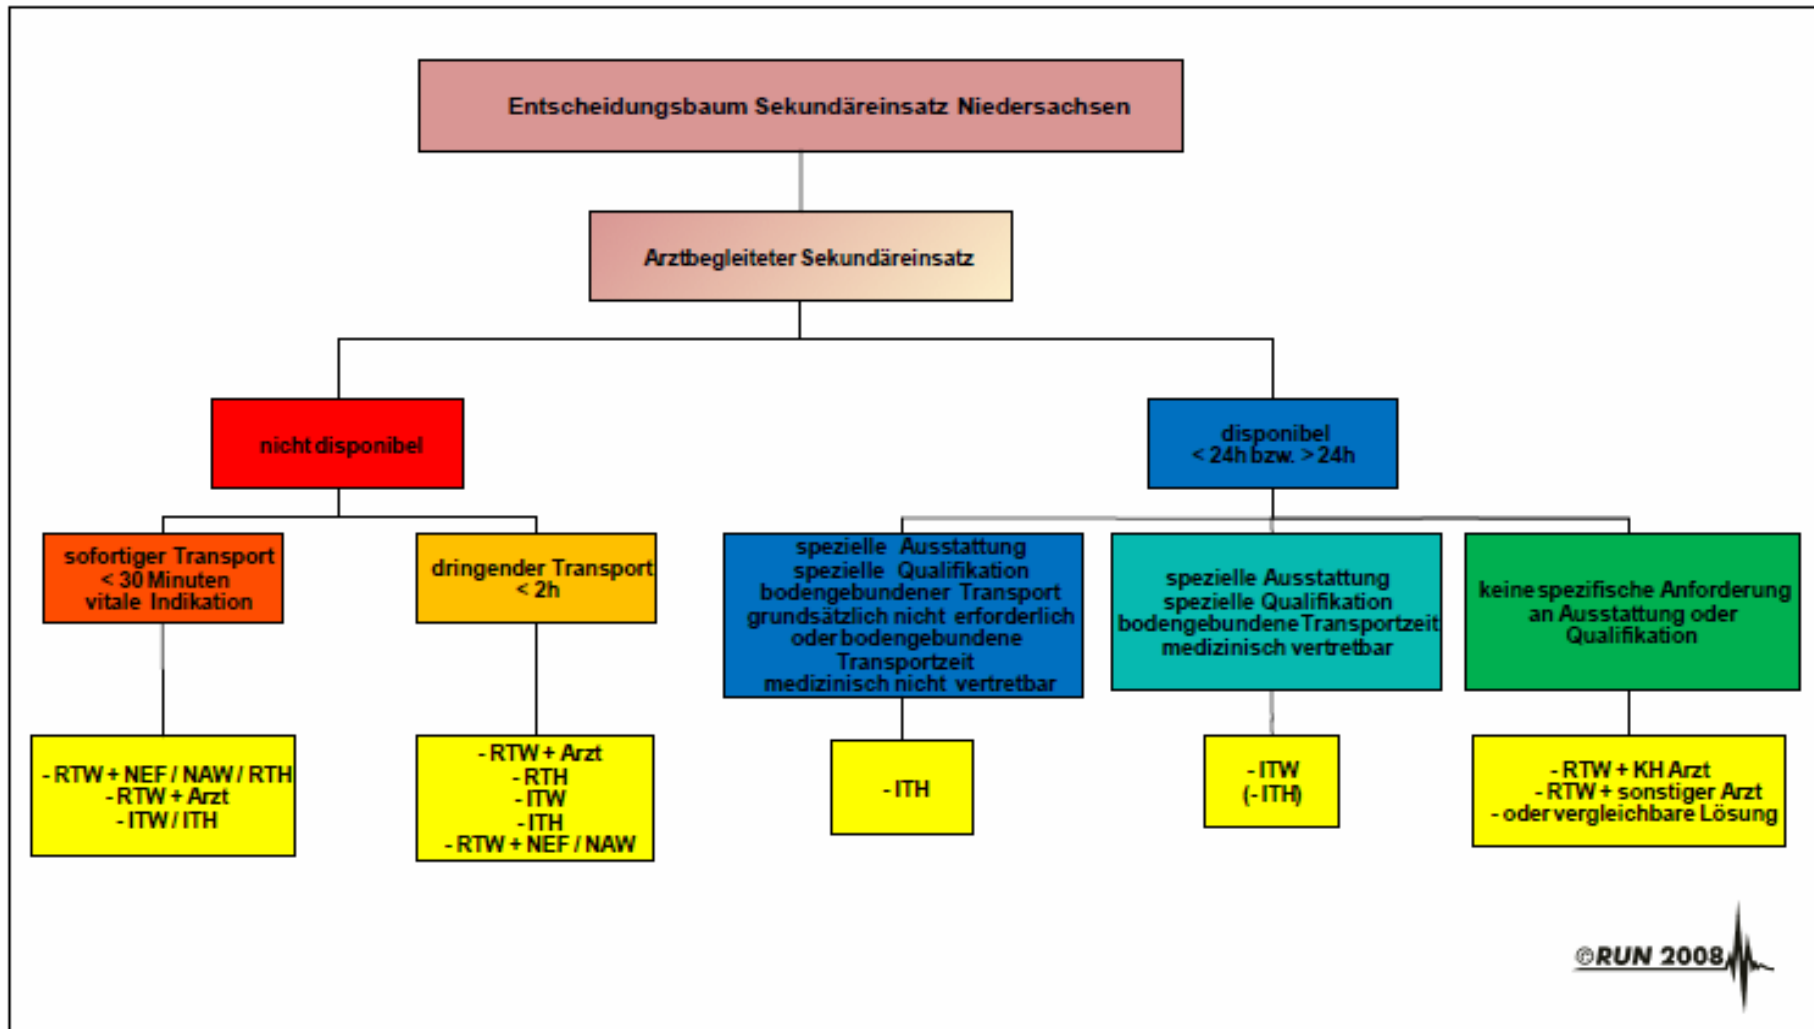 Entscheidungsbaum Sekundäreinsatz Niedersachsen
Arztbegleiteter Sekundäreinsatz
nicht disponibel
disponibel
< 24h bzw. > 24h
sofortiger Transport
< 30 Minuten
vitale Indikation
dringender Transport
< 2h
spezielle Ausstattung
spezielle Qualifikation
bodengebundener Transport
grundsätzlich nicht erforderlich
oder bodengebundene
Transportzeit
medizinisch nicht vertretbar
spezielle Ausstattung
spezielle Qualifikation
bodengebundene Transportzeit
medizinisch vertretbar
keine spezifische Anforderung
an Ausstattung oder
Qualifikation
- RTW + NEF / NAW / RTH
- RTW + Arzt
- ITW / ITH
- RTW + Arzt
- RTH
- ITW
- ITH
- RTW + NEF / NAW
- ITH
- ITW
(- ITH)
- RTW + KH Arzt
- RTW + sonstiger Arzt
- oder vergleichbare Lösung
©RUN 2008